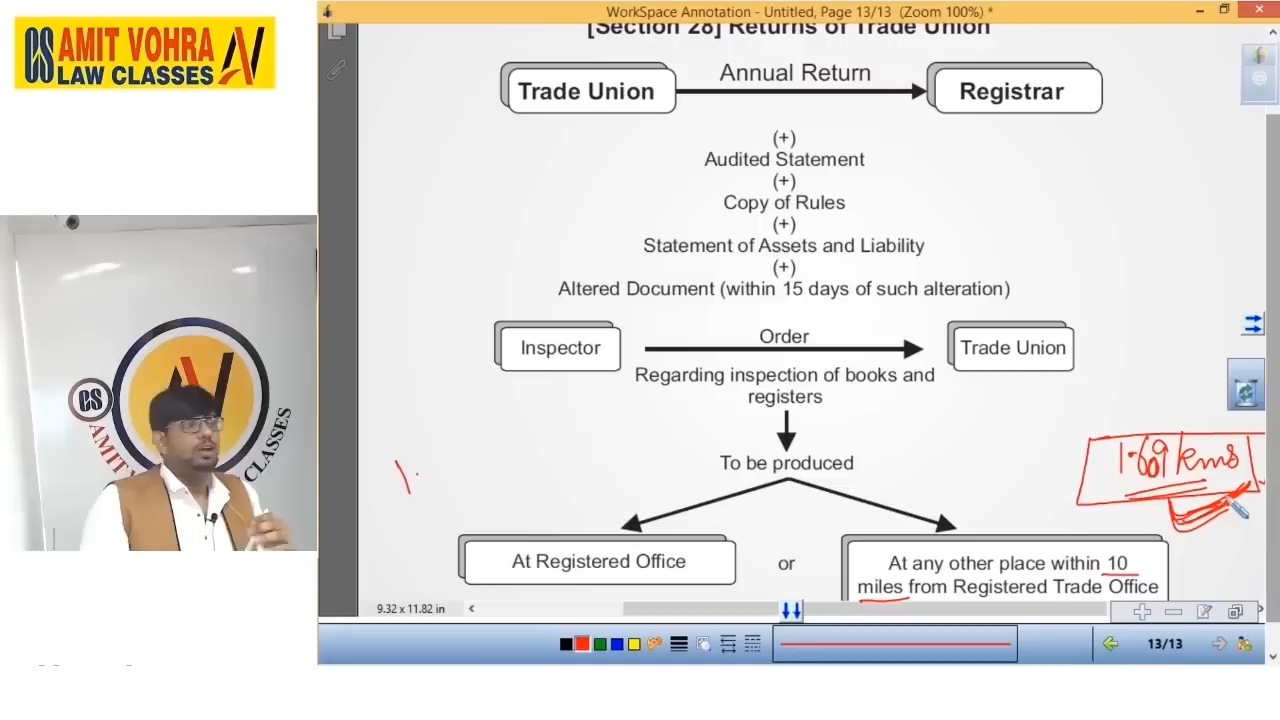 CS AMIT VOHRA
LAW CLASSES
WorkSpace Annotation - Untitled, Page 13/13 (Zoom 100%) *
[Section 28] Returns of Trade Union
Trade Union
Annual Return
Registrar
(+)
Audited Statement
(+)
Copy of Rules
(+)
Statement of Assets and Liability
(+)
Altered Document (within 15 days of such alteration)
Inspector
Order
Trade Union
Regarding inspection of books and
registers
To be produced
At Registered Office
or
At any other place within 10
miles from Registered Trade Office
kms
CS
CLASSES
9.32 x 11.82 in
13/13